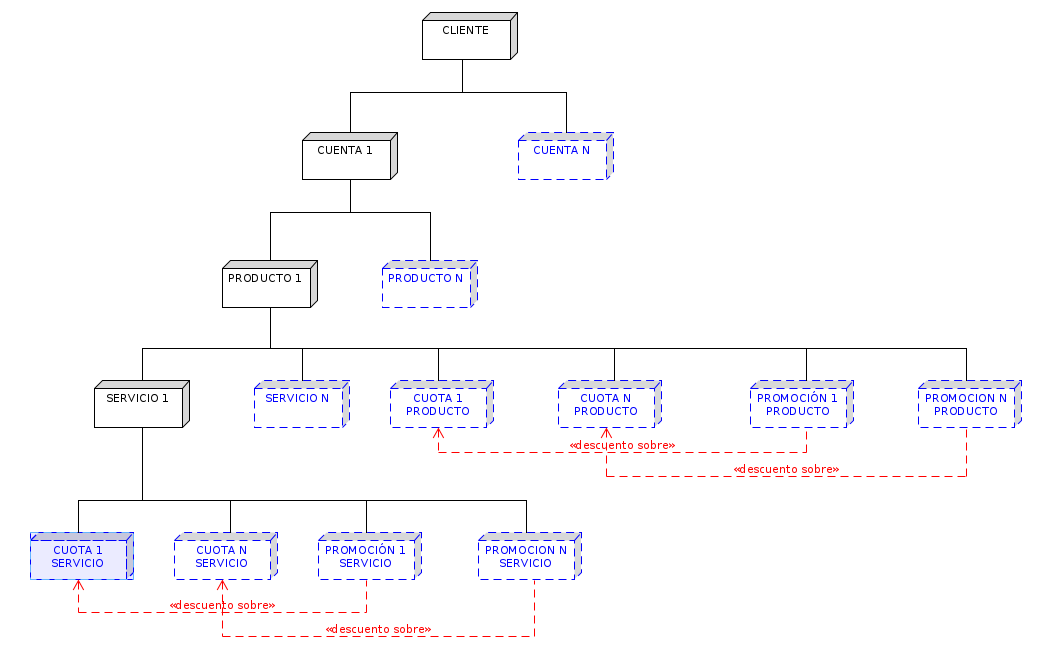 CLIENTE
CUENTA 1
CUENTA N
PRODUCTO 1
PRODUCTO N
SERVICIO 1
SERVICIO N
CUOTA 1
PRODUCTO
CUOTA N
PRODUCTO
PROMOCIÓN 1
PRODUCTO
PROMOCION N
PRODUCTO
«descuento sobre»
«descuento sobre»
CUOTA 1
SERVICIO
CUOTA N
SERVICIO
PROMOCIÓN 1
SERVICIO
PROMOCION N
SERVICIO
«descuento sobre»
«descuento sobre»